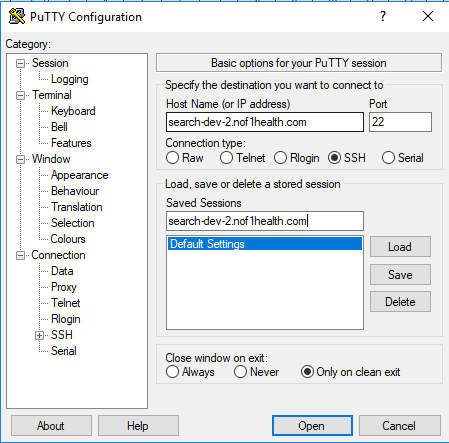 PuTTY Configuration
?
Category:
Session
Logging
Terminal
Keyboard
Bell
Features
Window
Appearance
Behaviour
Translation
Selection
Colours
Connection
Data
Proxy
Telnet
Rlogin
SSH
Serial
Basic options for your PuTTY session
Specify the destination you want to connect to
Host Name (or IP address) Port
search-dev-2.nof1health.com 22
Connection type:
Raw Telnet Rlogin SSH Serial
Load, save or delete a stored session
Saved Sessions
search-dev-2.nof1health.com
Default Settings
Load
Save
Delete
Close window on exit:
Always Never Only on clean exit
About Help Open Cancel